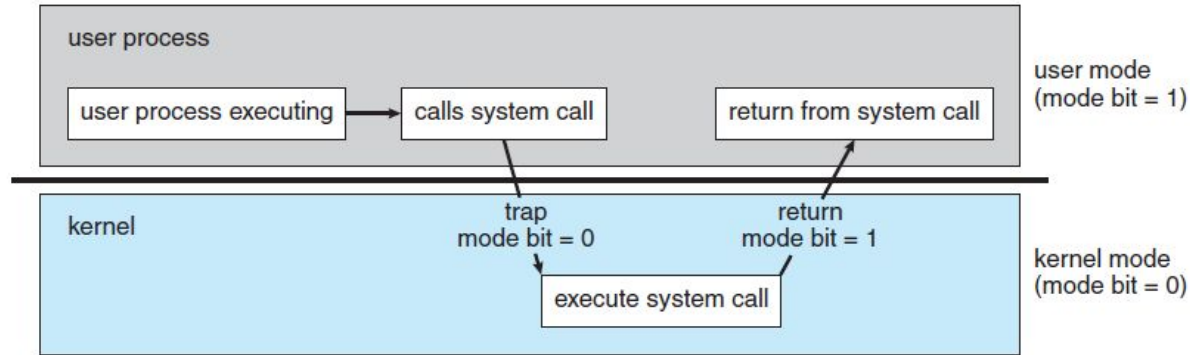 user process
user process executing
calls system call
return from system call
user mode
(mode bit = 1)
kernel
trap
mode bit = 0
return
mode bit = 1
execute system call
kernel mode
(mode bit = 0)